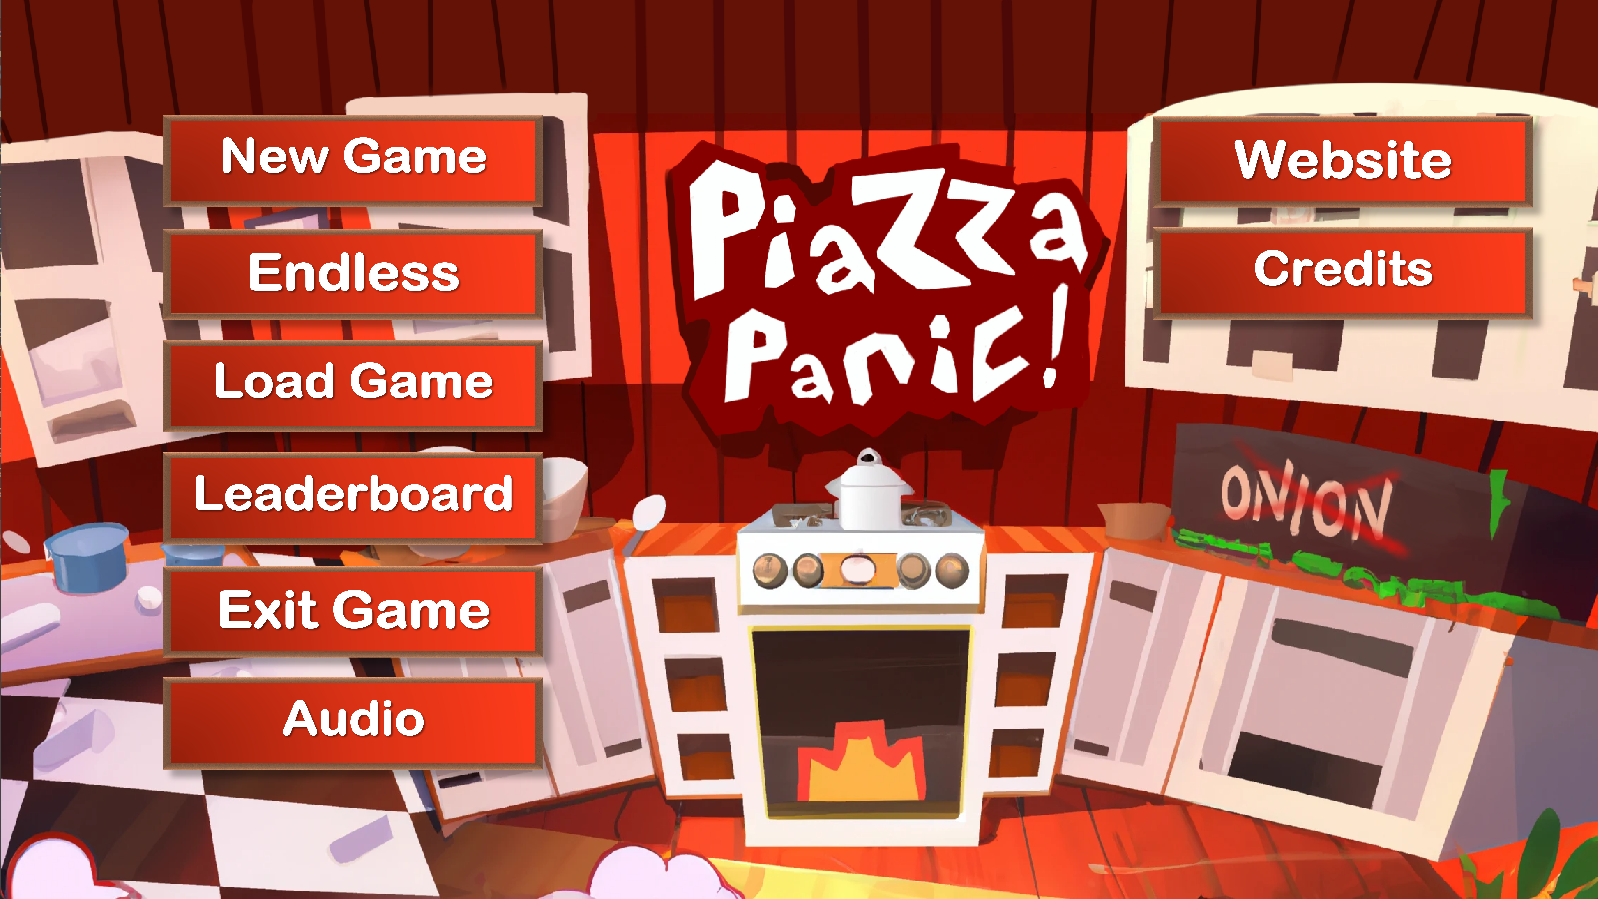 New Game
Endless
Load Game
Leaderboard
Exit Game
Audio
Piazza
Panic!
Website
Credits
ONION